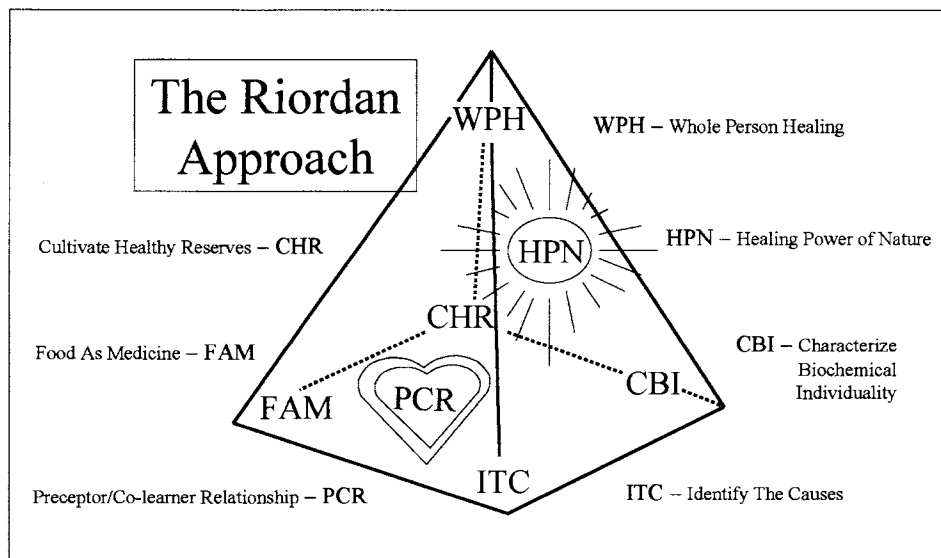 The Riordan
Approach
WPH
WPH – Whole Person Healing
Cultivate Healthy Reserves – CHR
HPN
HPN – Healing Power of Nature
CHR
Food As Medicine – FAM
FAM
PCR
CBI
CBI – Characterize
Biochemical
Individuality
Preceptor/Co-learner Relationship – PCR
ITC
ITC – Identify The Causes